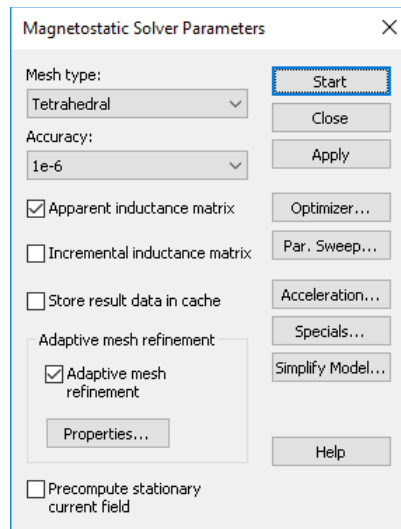 Magnetostatic Solver Parameters
Mesh type:
Tetrahedral
Accuracy:
1e-6
Apparent inductance matrix
Incremental inductance matrix
Store result data in cache
Adaptive mesh refinement
Adaptive mesh
refinement
Properties...
Precompute stationary
current field
Start
Close
Apply
Optimizer...
Par. Sweep...
Acceleration...
Specials...
Simplify Model...
Help